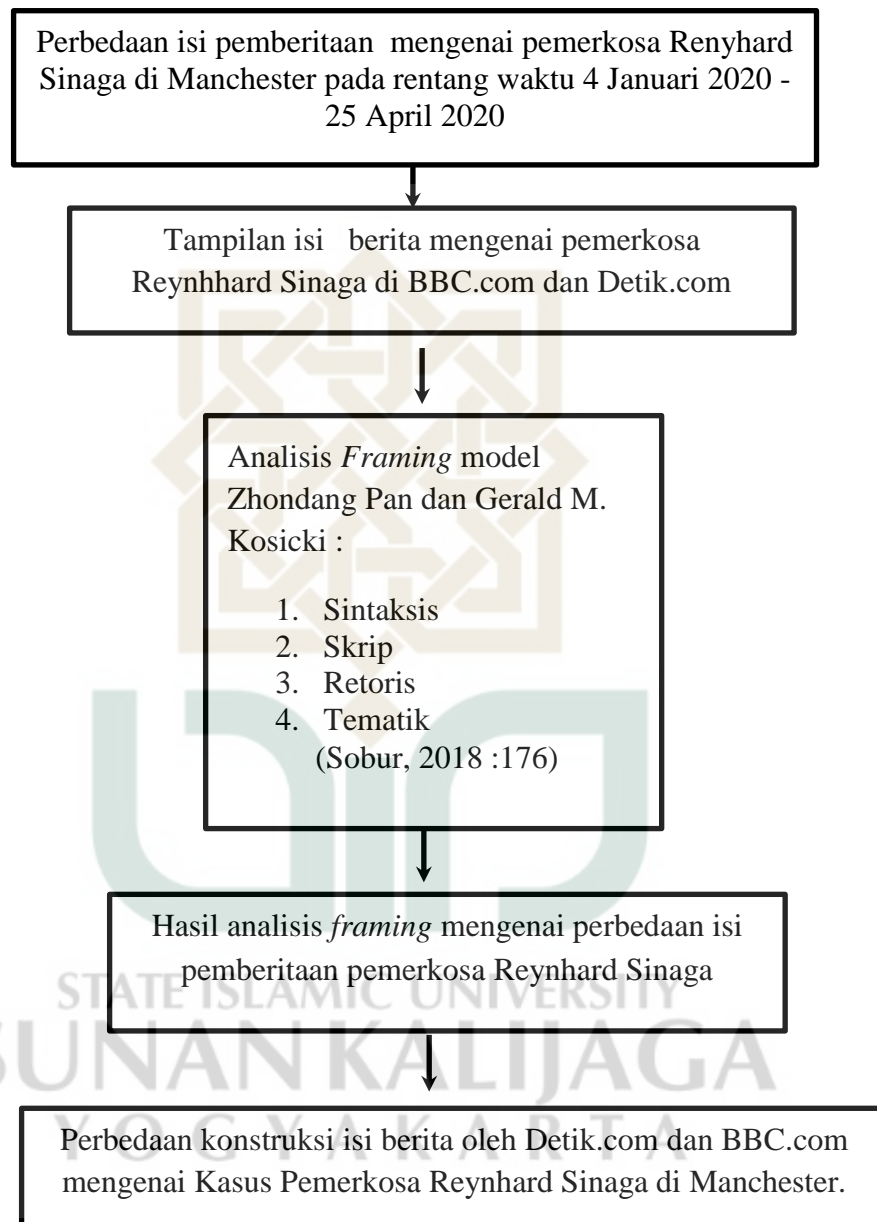 Perbedaan isi pemberitaan mengenai pemerkosa Renyhard
Sinaga di Manchester pada rentang waktu 4 Januari 2020 -
25 April 2020
Tampilan isi berita mengenai pemerkosa
Reynhhard Sinaga di BBC.com dan Detik.com
Analisis Framing model
Zhondang Pan dan Gerald M.
Kosicki :
1. Sintaksis
2. Skrip
3. Retoris
4. Tematik
(Sobur, 2018 :176)
Hasil analisis framing mengenai perbedaan isi
pemberitaan pemerkosa Reynhard Sinaga
STATE ISLAMIC UNIVERSITY
SUNAN KALIJAGA
YOGYAKARTA
Perbedaan konstruksi isi berita oleh Detik.com dan BBC.com
mengenai Kasus Pemerkosa Reynhard Sinaga di Manchester.